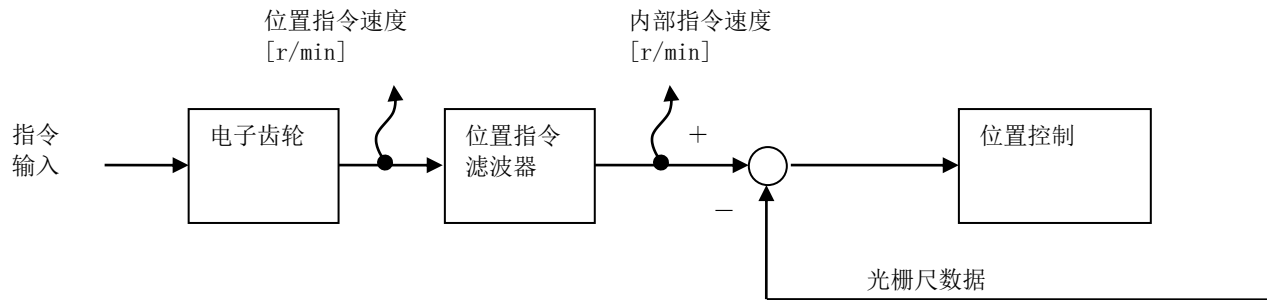 位置指令速度
[r/min]
内部指令速度
[r/min]
指令
输入
电子齿轮
位置指令
滤波器
＋
－
位置控制
光栅尺数据